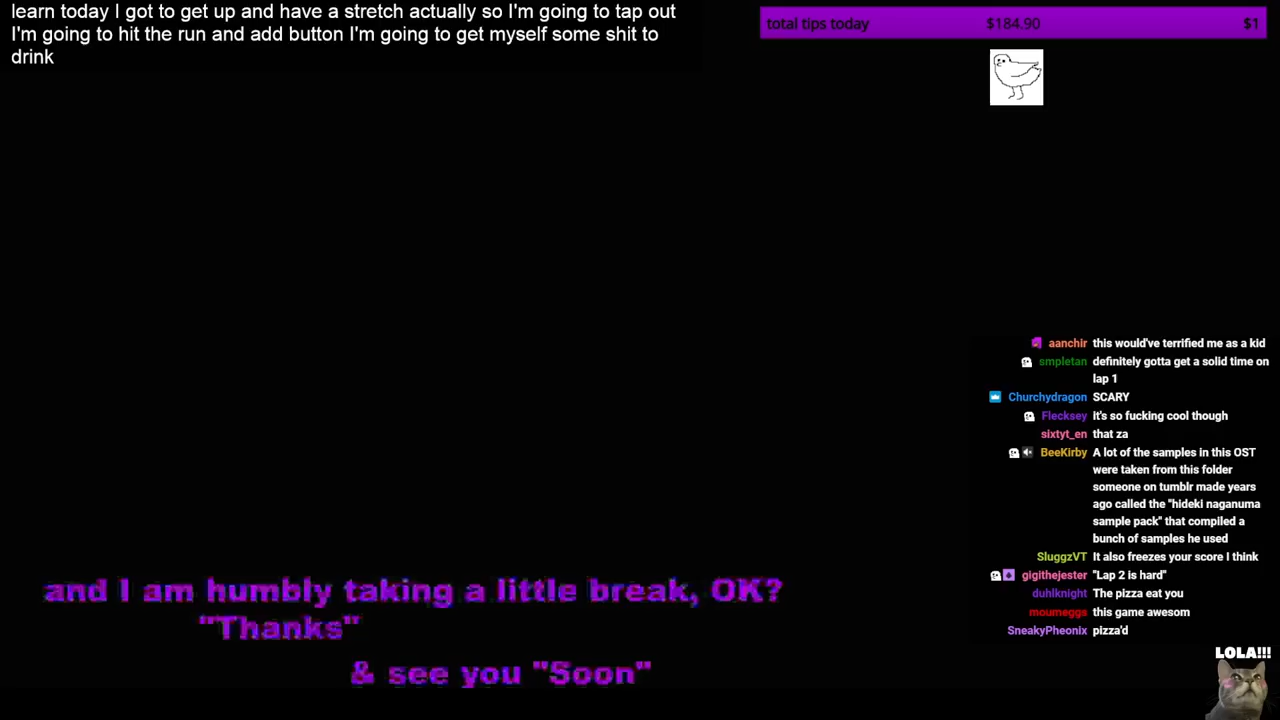 learn today I got to get up and have a stretch actually so I'm going to tap out
I'm going to hit the run and add button I'm going to get myself some shit to
drink
total tips today $184.90 $1
aanchir this would've terrified me as a kid
smpletan definitely gotta get a solid time on
lap 1
Churchydragon SCARY
Flecksey it's so fucking cool though
sixtyt_en that za
BeeKirby A lot of the samples in this OST
were taken from this folder
someone on tumblr made years
ago called the "hideki naganuma
sample pack" that compiled a
bunch of samples he used
SluggzVT It also freezes your score I think
gigithejester "Lap 2 is hard"
duhlknight The pizza eat you
moumeggs this game awesom
SneakyPheonix pizza'd
and I am humbly taking a little break, OK?
"Thanks"
& see you "Soon"
LOLA!!!